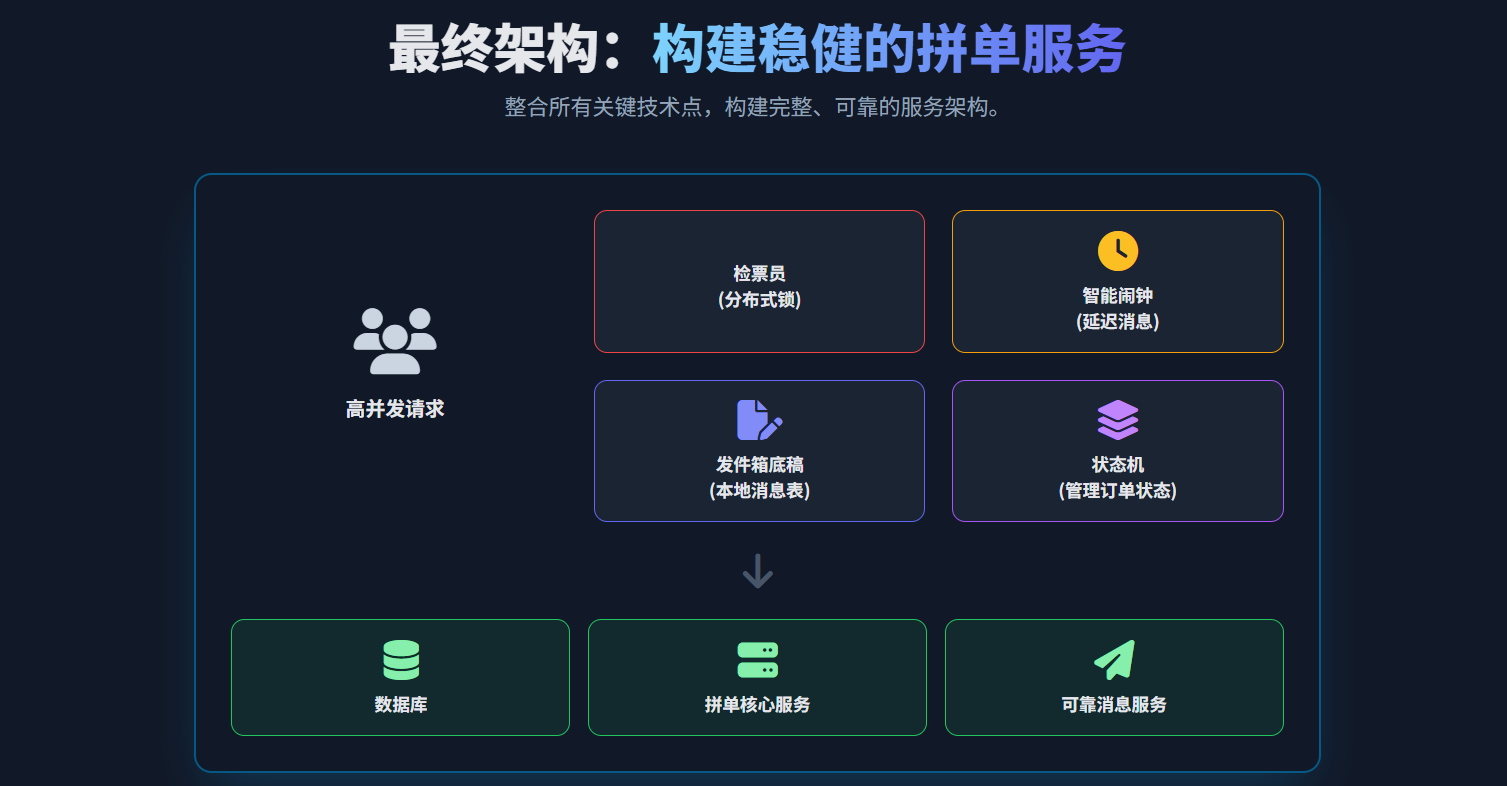 最终架构：构建稳健的拼单服务
整合所有关键技术点，构建完整、可靠的服务架构。
高并发请求
检票员
(分布式锁)
智能闹钟
(延迟消息)
发件箱底稿
(本地消息表)
状态机
(管理订单状态)
数据库
拼单核心服务
可靠消息服务